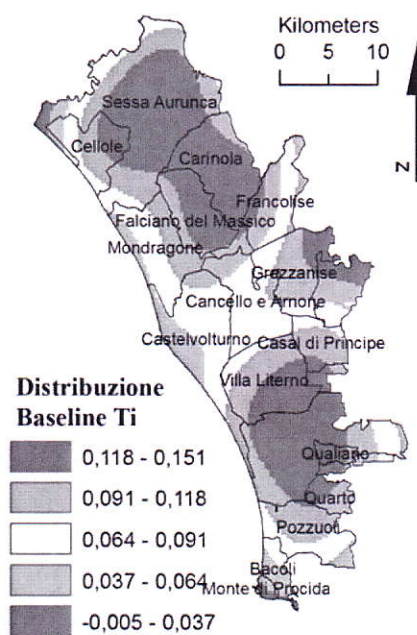 Kilometers
0 5 10
N
Sessa Aurunca
Cellole
Carinola
Francolise
Falciano del Massico
Mondragone
Grezzanise
Cancello e Arnone
Castelvolturno
Casal di Principe
Villa Literno
Qualiano
Quarto
Pozzuoli
Bacoli
Monte di Procida
Distribuzione
Baseline Ti
0,118 - 0,151
0,091 - 0,118
0,064 - 0,091
0,037 - 0,064
-0,005 - 0,037